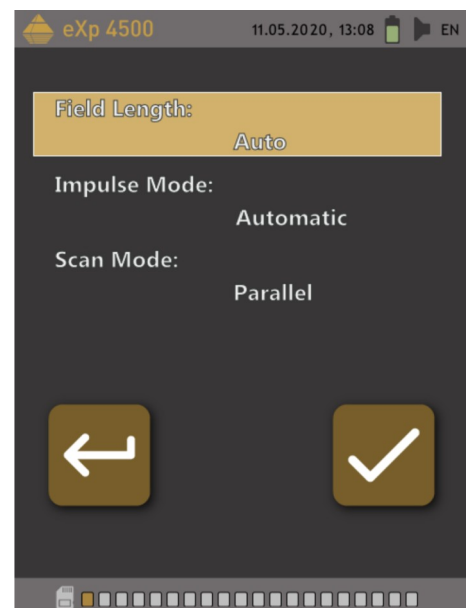 eXp 4500 11.05.2020, 13:08 EN
Field Length:
Auto
Impulse Mode:
Automatic
Scan Mode:
Parallel